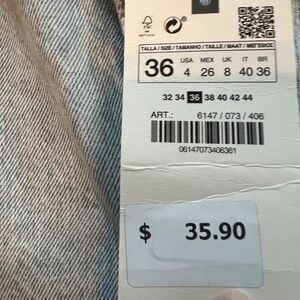 FSC
TALLA / SIZE / TAMANHO / TAILLE / MAAT / ΜΕΓΕΘΟΣ
36 USA 4 MEX 26 UK 8 IT 40 BR 36
32 34 36 38 40 42 44
ART.: 6147 / 073 / 406
06147073406361
$ 35.90